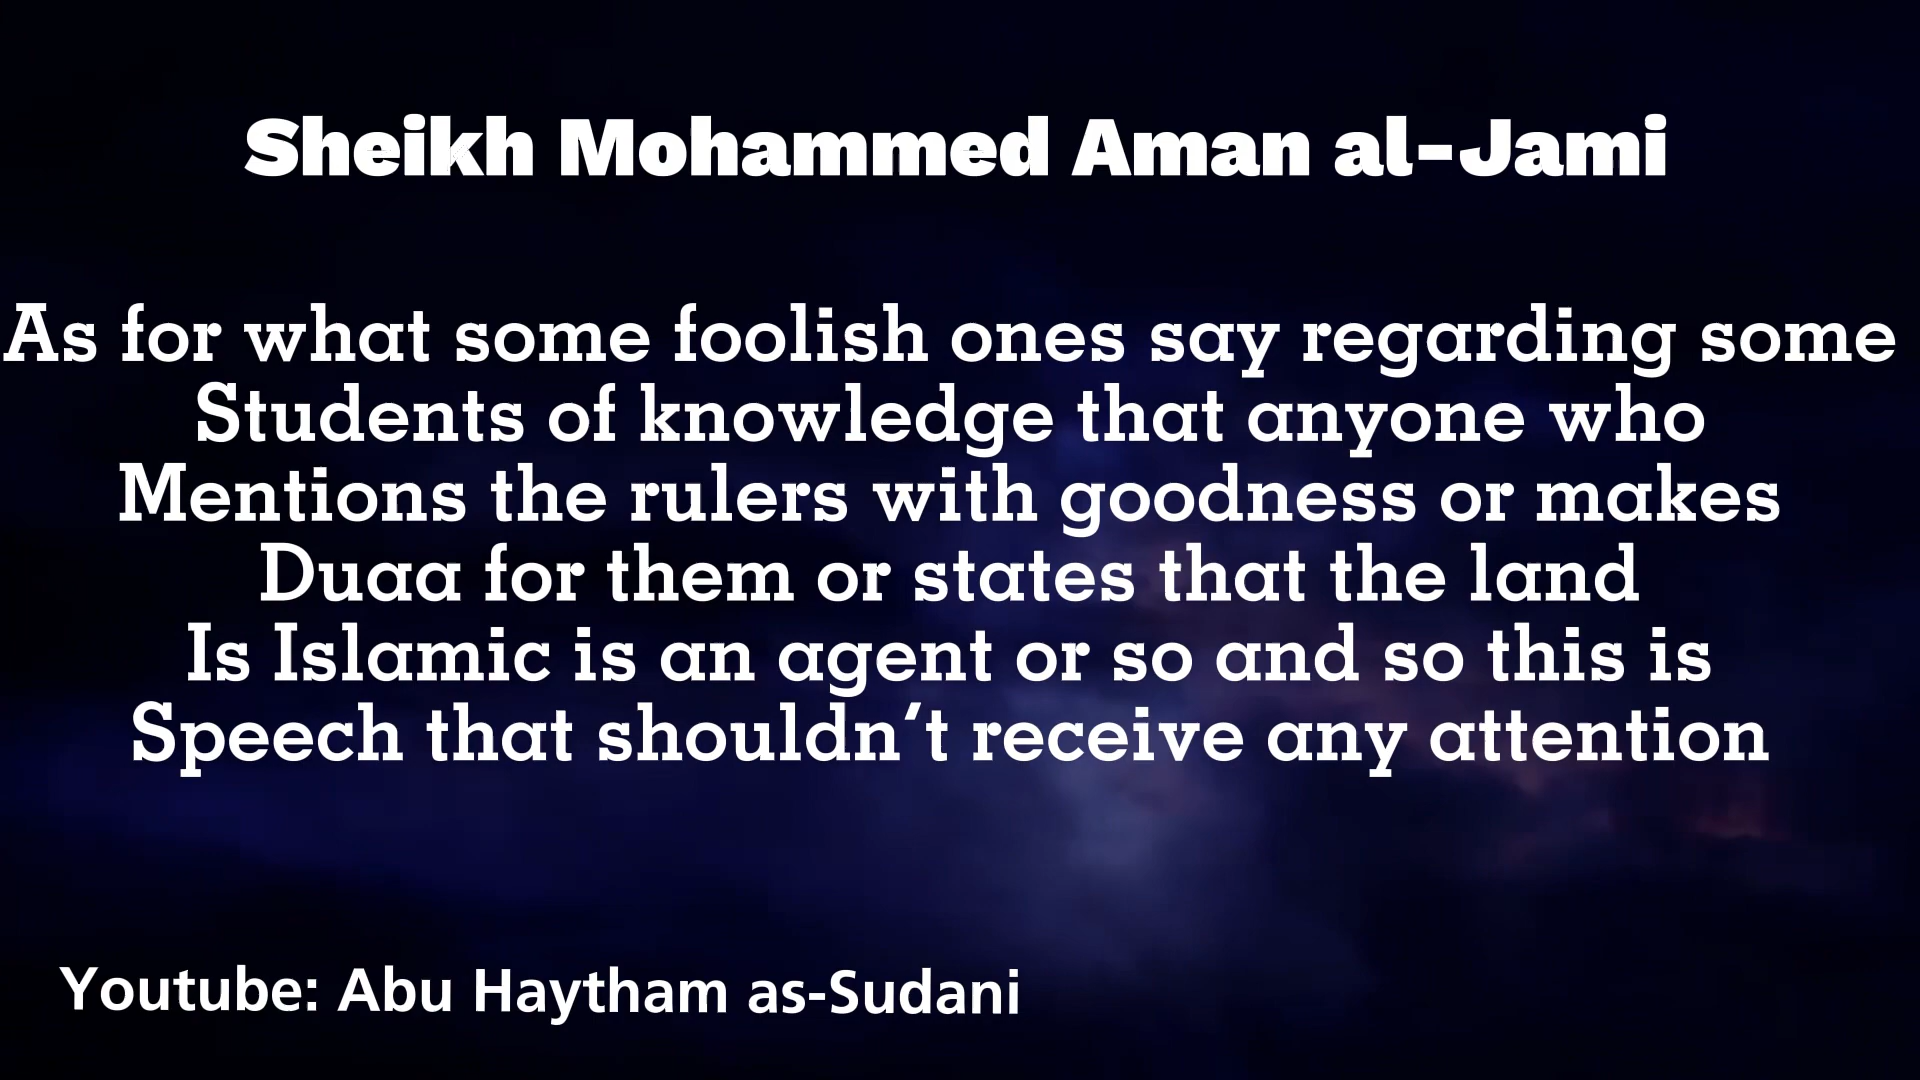 Sheikh Mohammed Aman al-Jami
As for what some foolish ones say regarding some
Students of knowledge that anyone who
Mentions the rulers with goodness or makes
Duaa for them or states that the land
Is Islamic is an agent or so and so this is
Speech that shouldn't receive any attention
Youtube: Abu Haytham as-Sudani